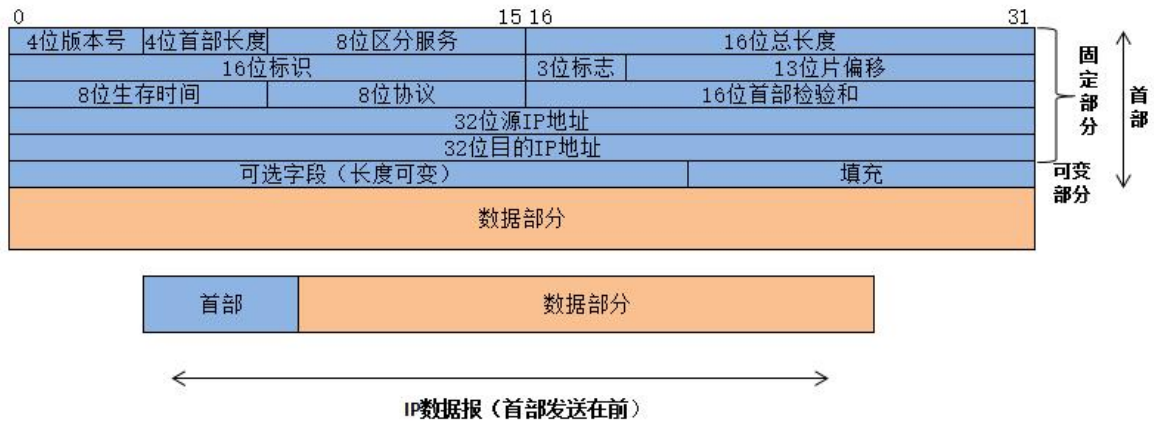 0 15 16 31
4位版本号 4位首部长度 8位区分服务 16位总长度
16位标识 3位标志 13位片偏移
8位生存时间 8位协议 16位首部检验和
32位源IP地址
32位目的IP地址
可选字段（长度可变） 填充
固定部分
可变部分
首部
数据部分
首部 数据部分
IP数据报（首部发送在前）